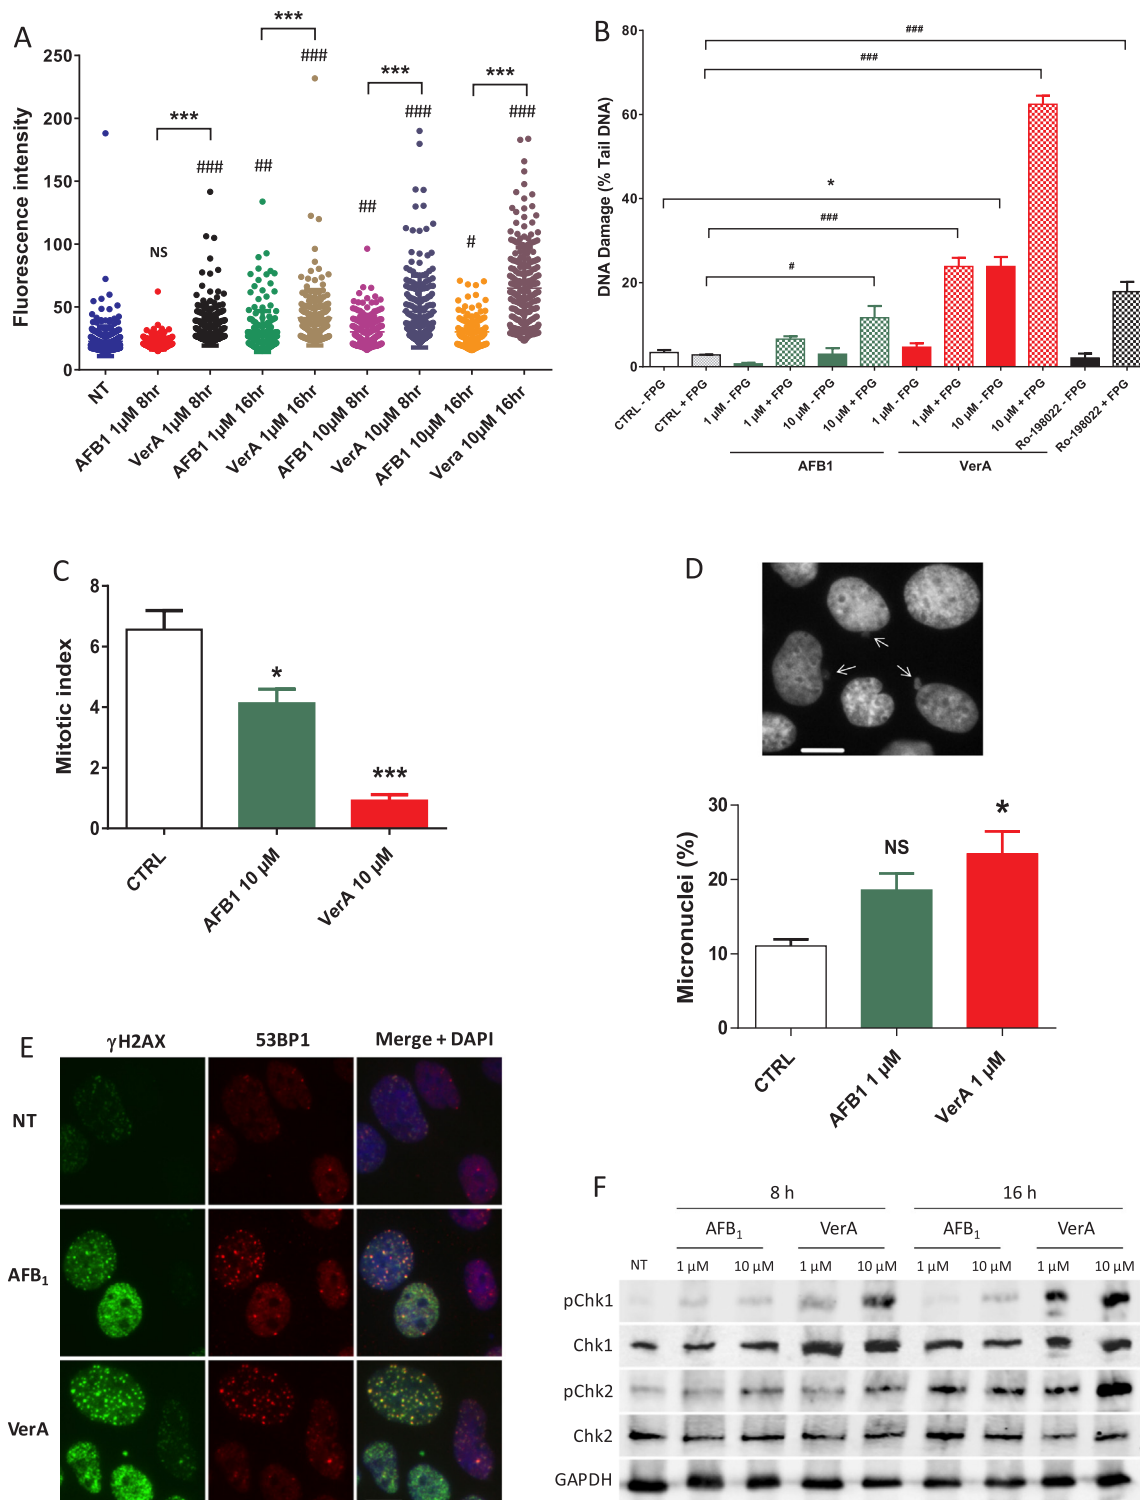 A
Fluorescence intensity
250
200
150
100
50
0
***
***
***
***
NS
###
##
###
##
###
#
###
NT
AFB1 1µM 8hr
VerA 1µM 8hr
AFB1 1µM 16hr
VerA 1µM 16hr
AFB1 10µM 8hr
VerA 10µM 8hr
AFB1 10µM 16hr
Vera 10µM 16hr
B
DNA Damage (% Tail DNA)
80
60
40
20
0
###
###
*
###
#
CTRL - FPG
CTRL + FPG
1 µM - FPG
1 µM + FPG
10 µM - FPG
10 µM + FPG
1 µM - FPG
1 µM + FPG
10 µM - FPG
10 µM + FPG
Ro-198022 - FPG
Ro-198022 + FPG
AFB1
VerA
C
Mitotic index
8
6
4
2
0
*
***
CTRL
AFB1 10 µM
VerA 10 µM
D
Micronuclei (%)
30
20
10
0
NS
*
CTRL
AFB1 1 µM
VerA 1 µM
E
γH2AX 53BP1 Merge + DAPI
NT
AFB1
VerA
F
8 h 16 h
AFB1 VerA AFB1 VerA
NT 1 µM 10 µM 1 µM 10 µM 1 µM 10 µM 1 µM 10 µM
pChk1
Chk1
pChk2
Chk2
GAPDH